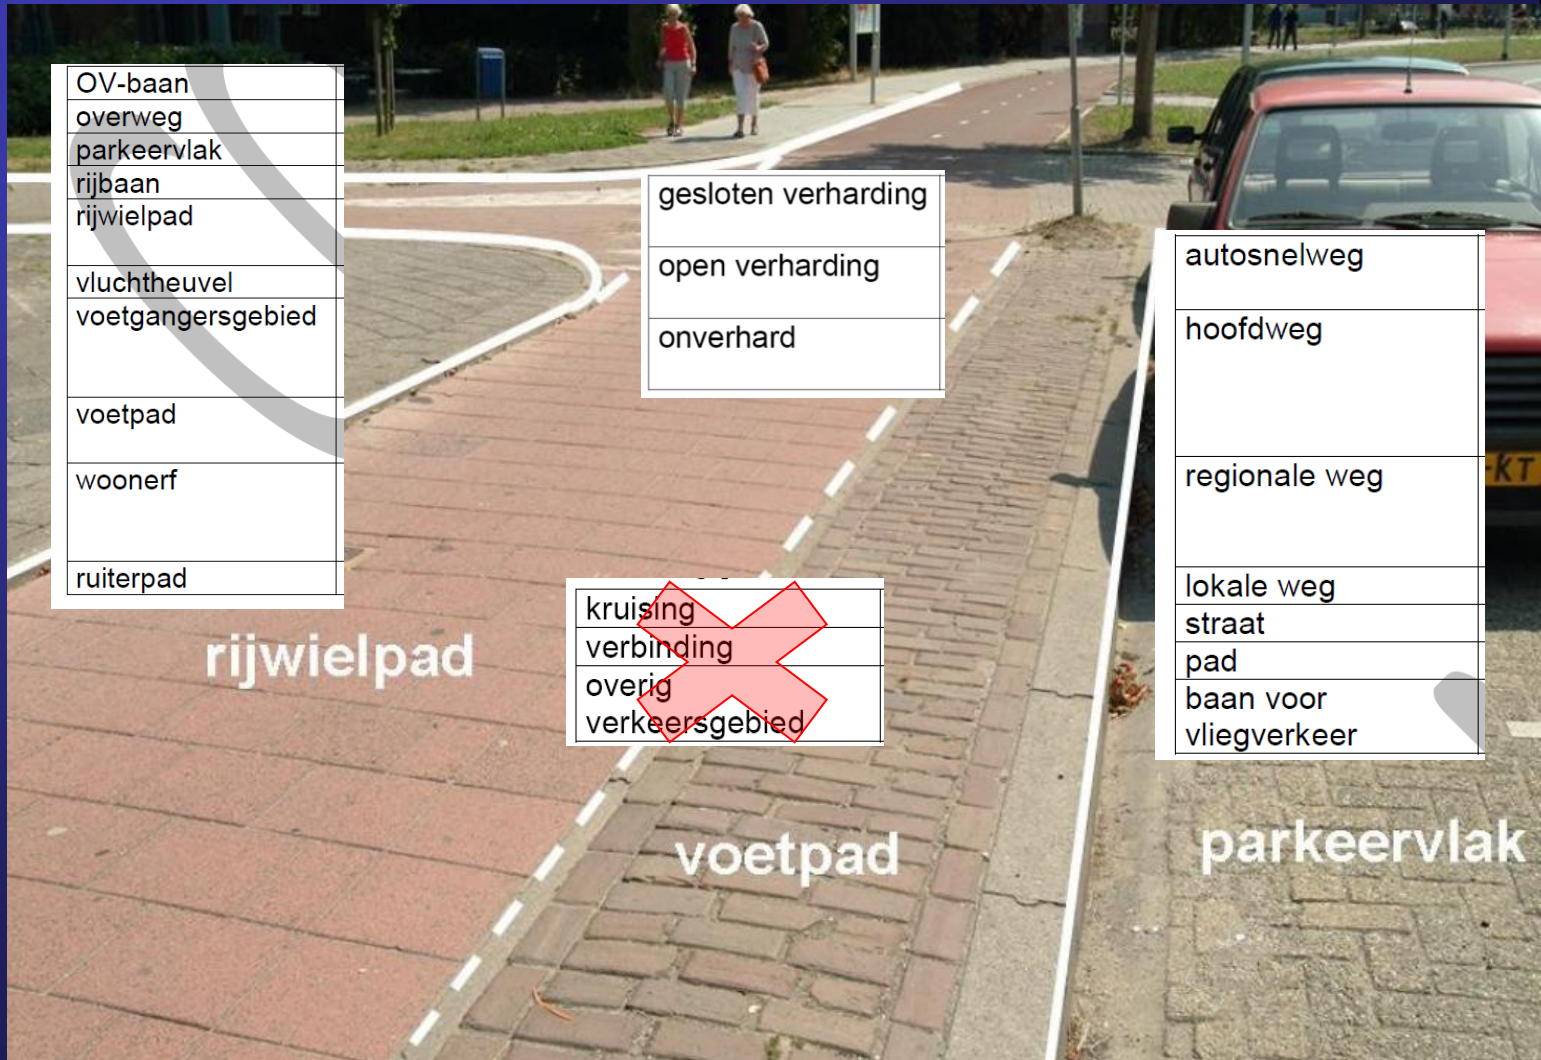 OV-baan
overweg
parkeervlak
rijbaan
rijwielpad
vluchtheuvel
voetgangersgebied
voetpad
woonerf
ruiterpad
gesloten verharding
open verharding
onverhard
autosnelweg
hoofdweg
regionale weg
lokale weg
straat
pad
baan voor
vliegverkeer
kruising
verbinding
overig
verkeersgebied
rijwielpad
voetpad
parkeervlak
-KT